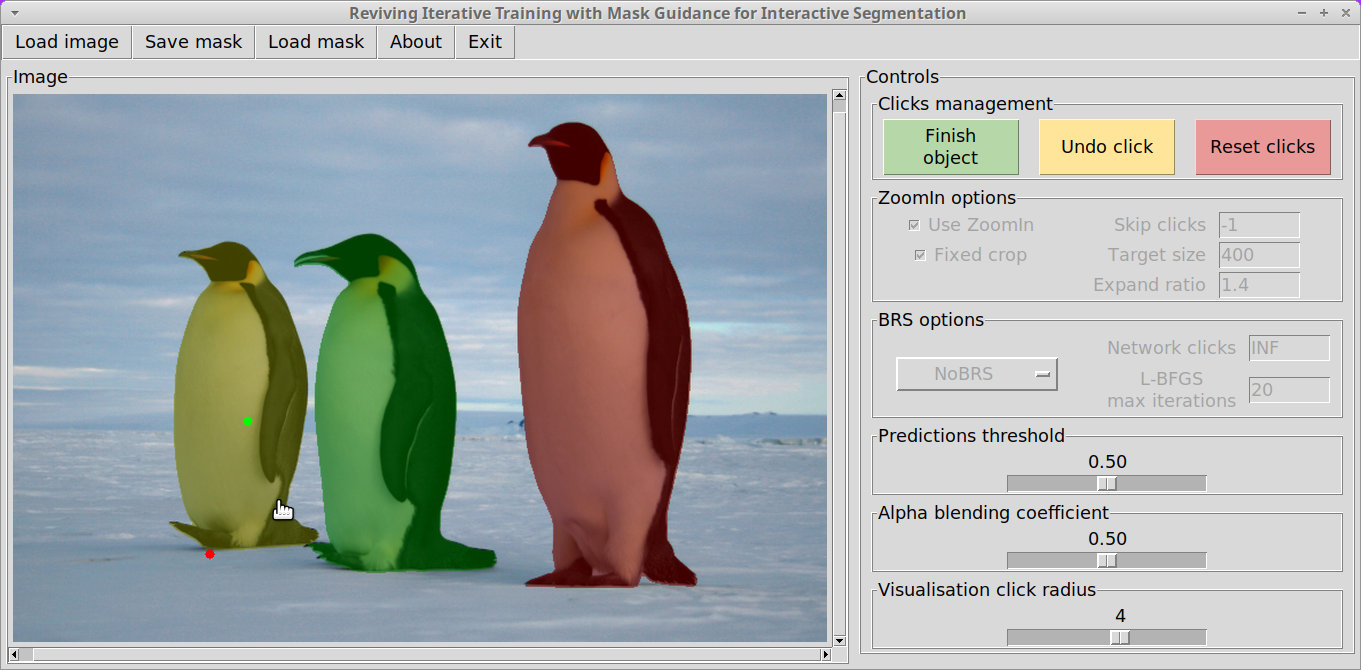 Reviving Iterative Training with Mask Guidance for Interactive Segmentation
Load image Save mask Load mask About Exit
Image
Controls
Clicks management
Finish
object
Undo click
Reset clicks
ZoomIn options
Use ZoomIn
Skip clicks -1
Fixed crop
Target size 400
Expand ratio 1.4
BRS options
Network clicks INF
NoBRS
L-BFGS
max iterations 20
Predictions threshold
0.50
Alpha blending coefficient
0.50
Visualisation click radius
4